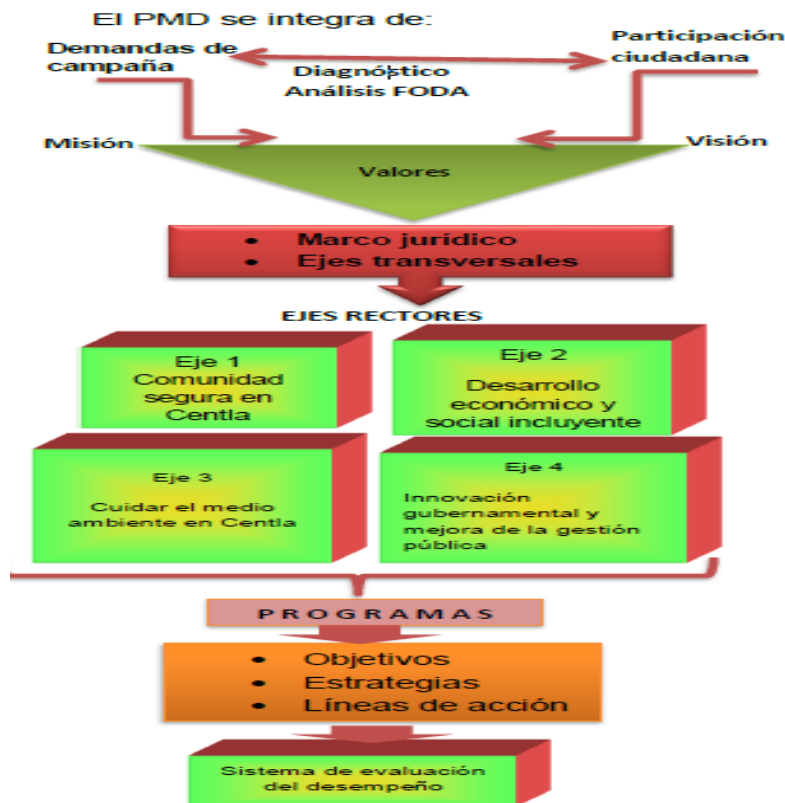 El PMD se integra de:
Demandas de
campaña
Participación
ciudadana
Diagnóstico
Análisis FODA
Misión
Visión
Valores
• Marco jurídico
• Ejes transversales
EJES RECTORES
Eje 1
Comunidad
segura en
Centla
Eje 2
Desarrollo
económico y
social incluyente
Eje 3
Cuidar el medio
ambiente en Centla
Eje 4
Innovación
gubernamental y
mejora de la gestión
pública
PROGRAMAS
• Objetivos
• Estrategias
• Líneas de acción
Sistema de evaluación
del desempeño